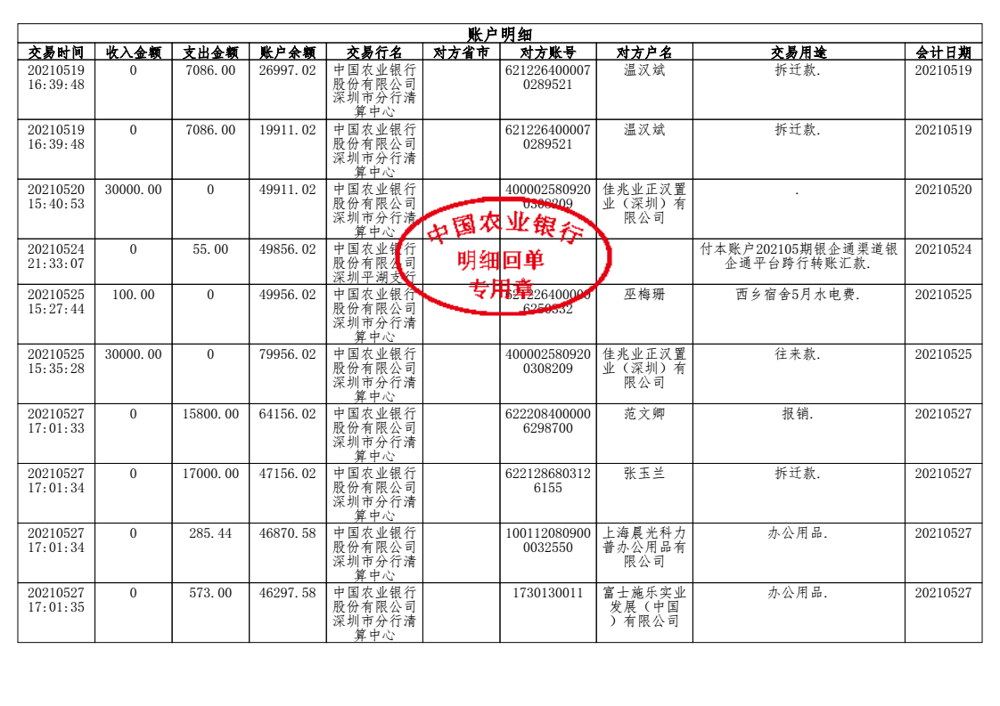 账户明细
交易时间 收入金额 支出金额 账户余额 交易行名 对方省市 对方账号 对方户名 交易用途 会计日期
20210519 0 7086.00 26997.02 中国农业银行 621226400007 温汉斌 拆迁款. 20210519
16:39:48 股份有限公司 0289521
深圳市分行清
算中心
20210519 0 7086.00 19911.02 中国农业银行 621226400007 温汉斌 拆迁款. 20210519
16:39:48 股份有限公司 0289521
深圳市分行清
算中心
20210520 30000.00 0 49911.02 中国农业银行 400002580920 佳兆业正汉置 . 20210520
15:40:53 股份有限公司 0308209 业（深圳）有
深圳市分行清 限公司
算中心
中国农业银行
明细回单
专用章
20210524 0 55.00 49856.02 中国农业银行 付本账户202105期银企通渠道银 20210524
21:33:07 股份有限公司 企通平台跨行转账汇款.
深圳平湖支行
20210525 100.00 0 49956.02 中国农业银行 621226400000 巫梅珊 西乡宿舍5月水电费. 20210525
15:27:44 股份有限公司 6250332
深圳市分行清
算中心
20210525 30000.00 0 79956.02 中国农业银行 400002580920 佳兆业正汉置 往来款. 20210525
15:35:28 股份有限公司 0308209 业（深圳）有
深圳市分行清 限公司
算中心
20210527 0 15800.00 64156.02 中国农业银行 622208400000 范文卿 报销. 20210527
17:01:33 股份有限公司 6298700
深圳市分行清
算中心
20210527 0 17000.00 47156.02 中国农业银行 622128680312 张玉兰 拆迁款. 20210527
17:01:34 股份有限公司 6155
深圳市分行清
算中心
20210527 0 285.44 46870.58 中国农业银行 100112080900 上海晨光科力 办公用品. 20210527
17:01:34 股份有限公司 0032550 普办公用品有
深圳市分行清 限公司
算中心
20210527 0 573.00 46297.58 中国农业银行 1730130011 富士施乐实业 办公用品. 20210527
17:01:35 股份有限公司 发展（中国
深圳市分行清 ）有限公司
算中心